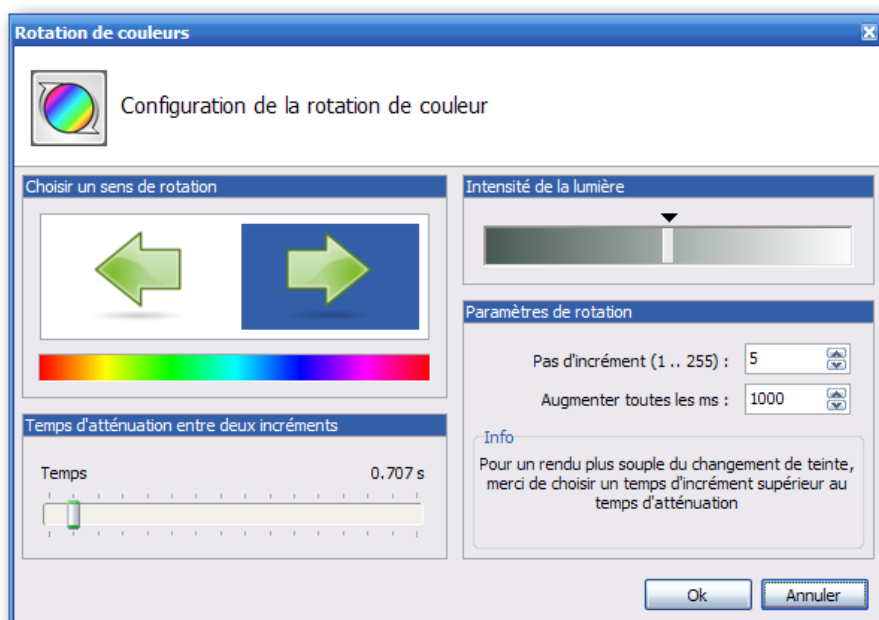 Rotation de couleurs
Configuration de la rotation de couleur
Choisir un sens de rotation
Temps d'atténuation entre deux incréments
Temps 0.707 s
Intensité de la lumière
Paramètres de rotation
Pas d'incrément (1 .. 255) : 5
Augmenter toutes les ms : 1000
Info
Pour un rendu plus souple du changement de teinte,
merci de choisir un temps d'incrément supérieur au
temps d'atténuation
Ok Annuler